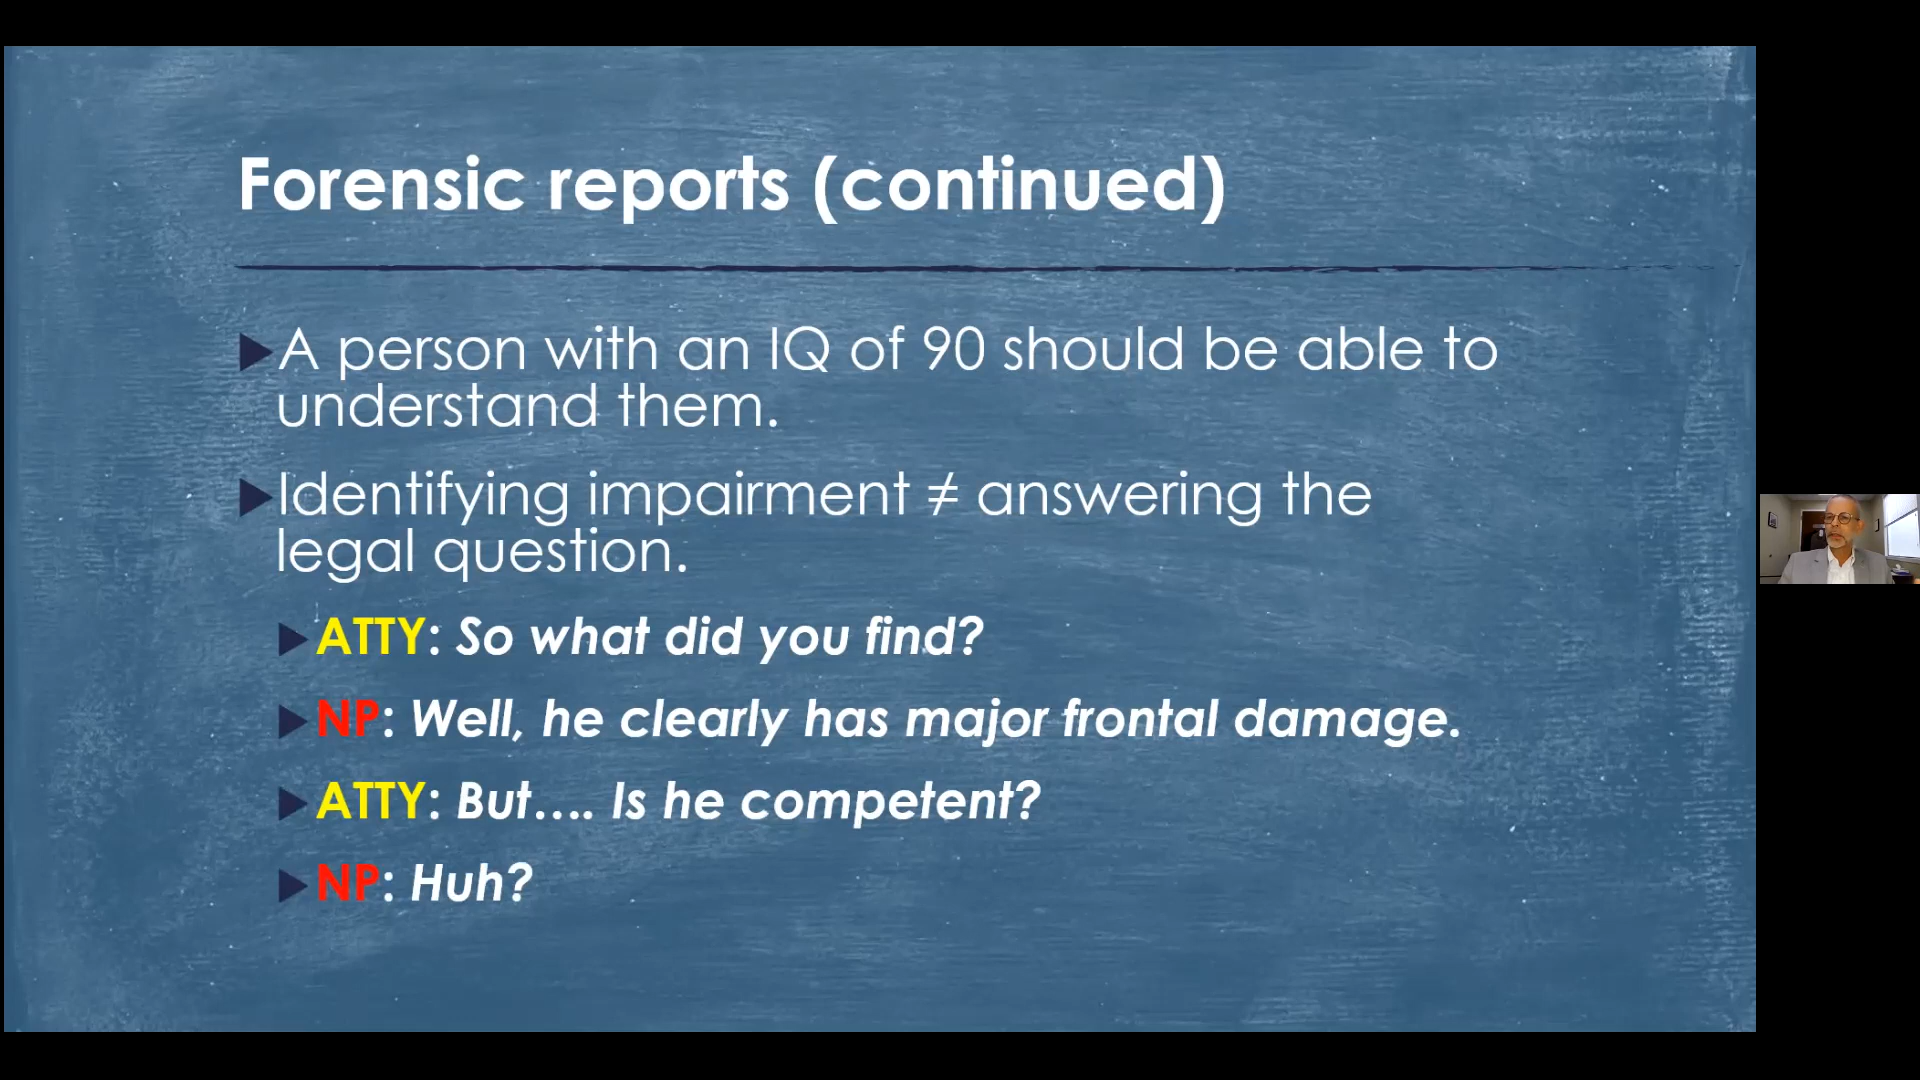 Forensic reports (continued)
A person with an IQ of 90 should be able to
understand them.
Identifying impairment ≠ answering the
legal question.
ATTY: So what did you find?
NP: Well, he clearly has major frontal damage.
ATTY: But…. Is he competent?
NP: Huh?